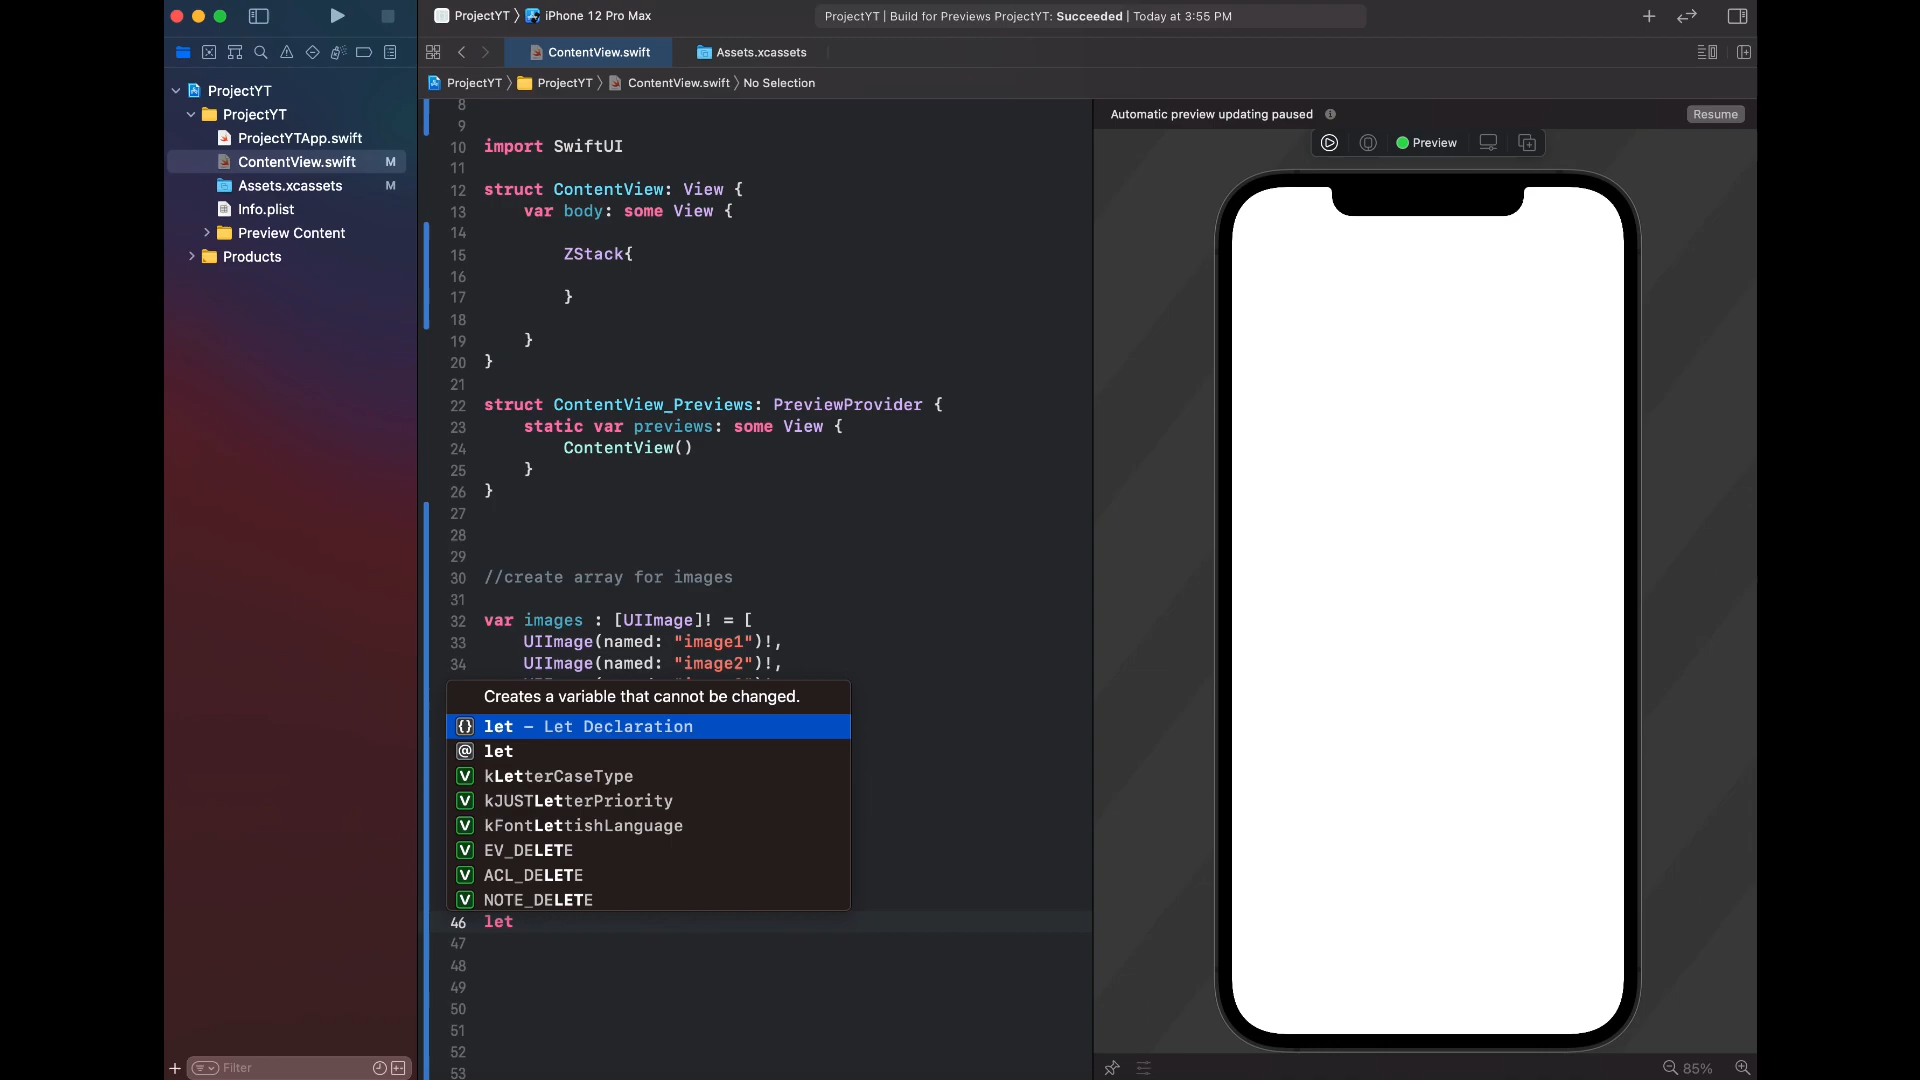 ProjectYT 〉 iPhone 12 Pro Max
ProjectYT | Build for Previews ProjectYT: Succeeded | Today at 3:55 PM
ContentView.swift
Assets.xcassets
ProjectYT 〉 ProjectYT 〉 ContentView.swift 〉 No Selection
ProjectYT
ProjectYT
ProjectYTApp.swift
ContentView.swift M
Assets.xcassets M
Info.plist
Preview Content
Products
Filter
8
9
10 import SwiftUI
11
12 struct ContentView: View {
13 var body: some View {
14
15 ZStack{
16
17 }
18
19 }
20 }
21
22 struct ContentView_Previews: PreviewProvider {
23 static var previews: some View {
24 ContentView()
25 }
26 }
27
28
29
30 //create array for images
31
32 var images : [UIImage]! = [
33 UIImage(named: "image1")!,
34 UIImage(named: "image2")!,
Creates a variable that cannot be changed.
{} let – Let Declaration
@ let
V kLetterCaseType
V kJUSTLetterPriority
V kFontLettishLanguage
V EV_DELETE
V ACL_DELETE
V NOTE_DELETE
46 let
47
48
49
50
51
52
53
Automatic preview updating paused
Resume
Preview
85%